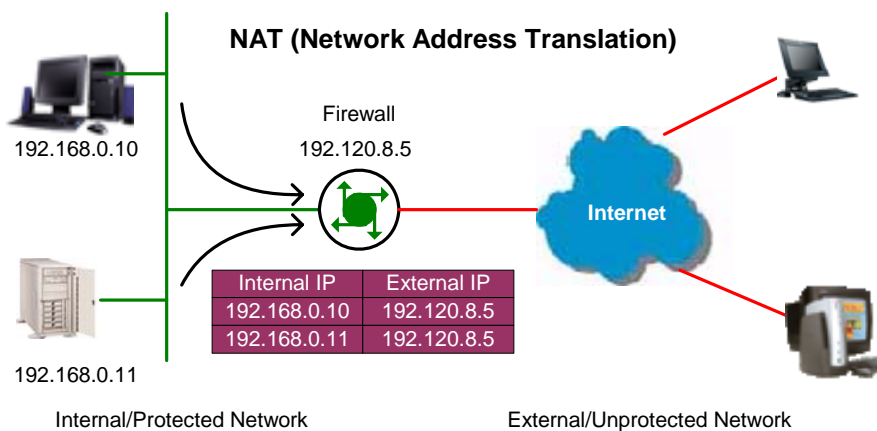 NAT (Network Address Translation)
Firewall
192.120.8.5
192.168.0.10
Internet
Internal IP External IP
192.168.0.10 192.120.8.5
192.168.0.11 192.120.8.5
192.168.0.11
Internal/Protected Network
External/Unprotected Network